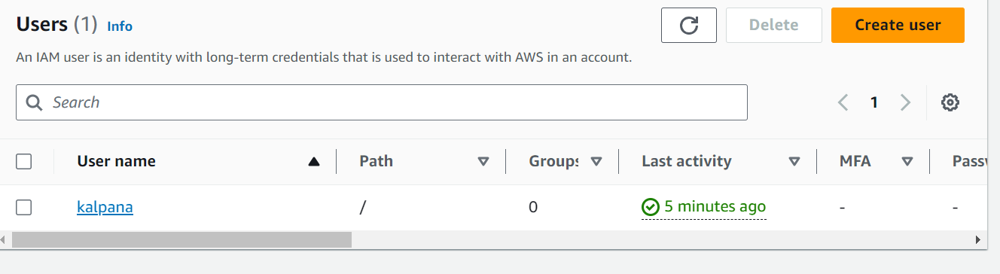 Users (1) Info
Delete
Create user
An IAM user is an identity with long-term credentials that is used to interact with AWS in an account.
Search
1
User name Path Groups Last activity MFA Passw
kalpana / 0 5 minutes ago - -